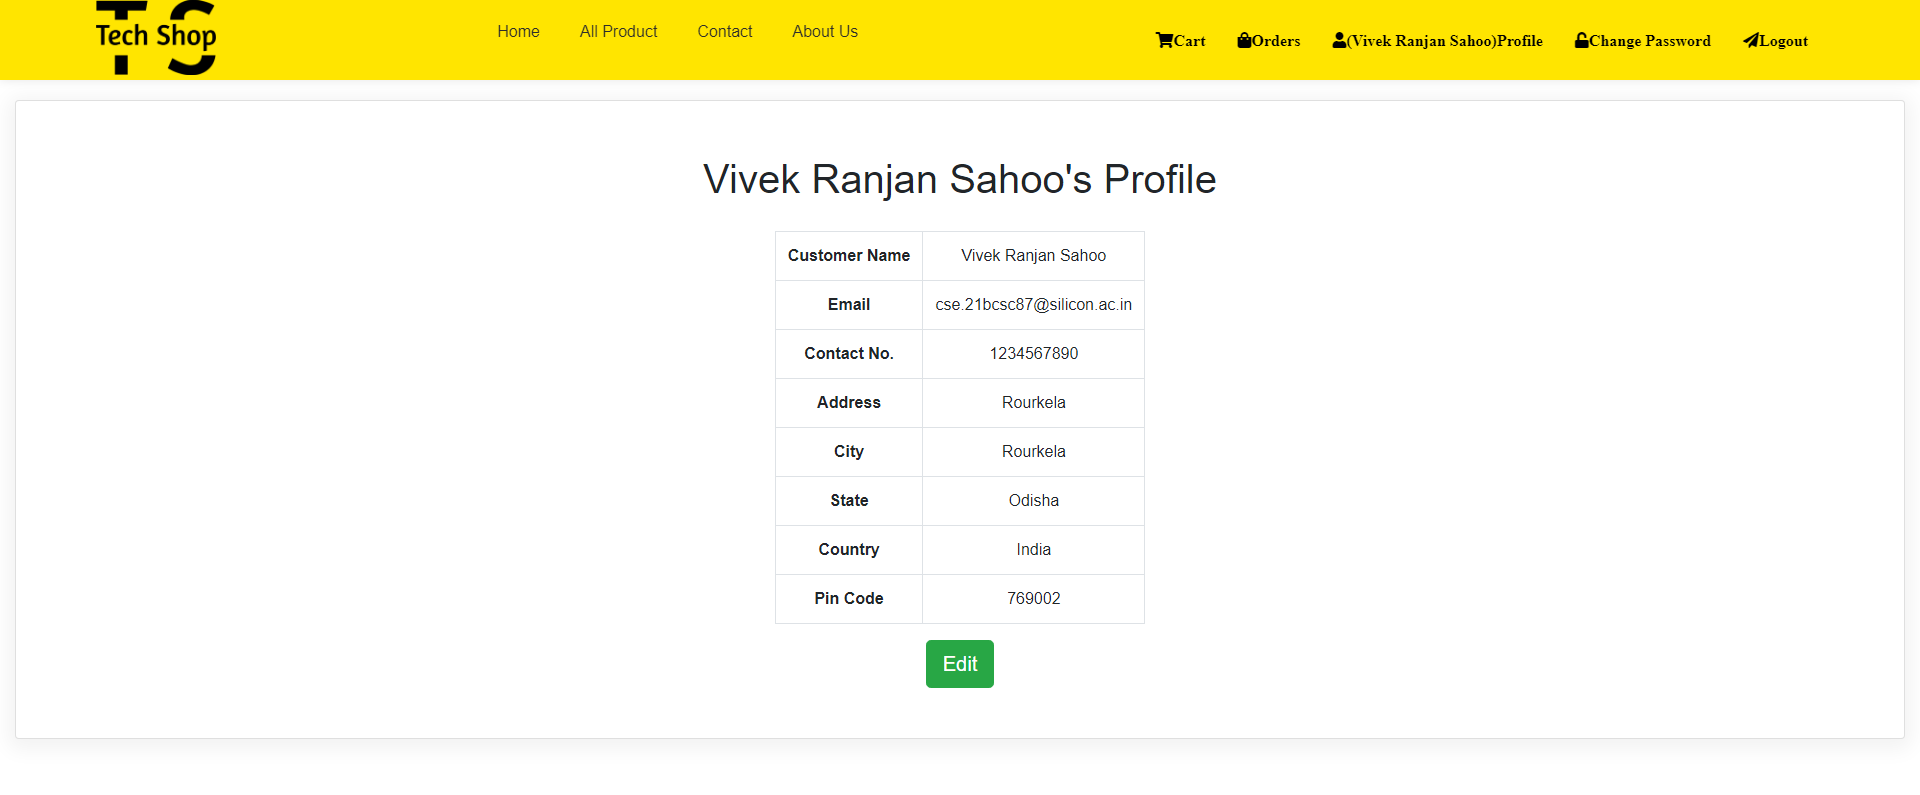 TS
Tech Shop
Home All Product Contact About Us Cart Orders (Vivek Ranjan Sahoo)Profile Change Password Logout
Vivek Ranjan Sahoo's Profile
Customer Name Vivek Ranjan Sahoo
Email cse.21bcsc87@silicon.ac.in
Contact No. 1234567890
Address Rourkela
City Rourkela
State Odisha
Country India
Pin Code 769002
Edit